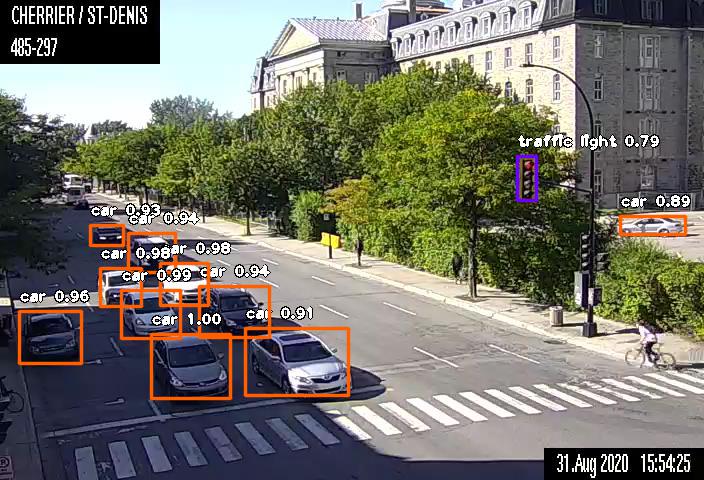 CHERRIER / ST-DENIS
485-297
traffic light 0.79
car 0.89
car 0.93
car 0.94
car 0.98
car 0.98
car 0.99
car 0.94
car 0.96
car 1.00
car 0.91
31.Aug 2020 15:54:25